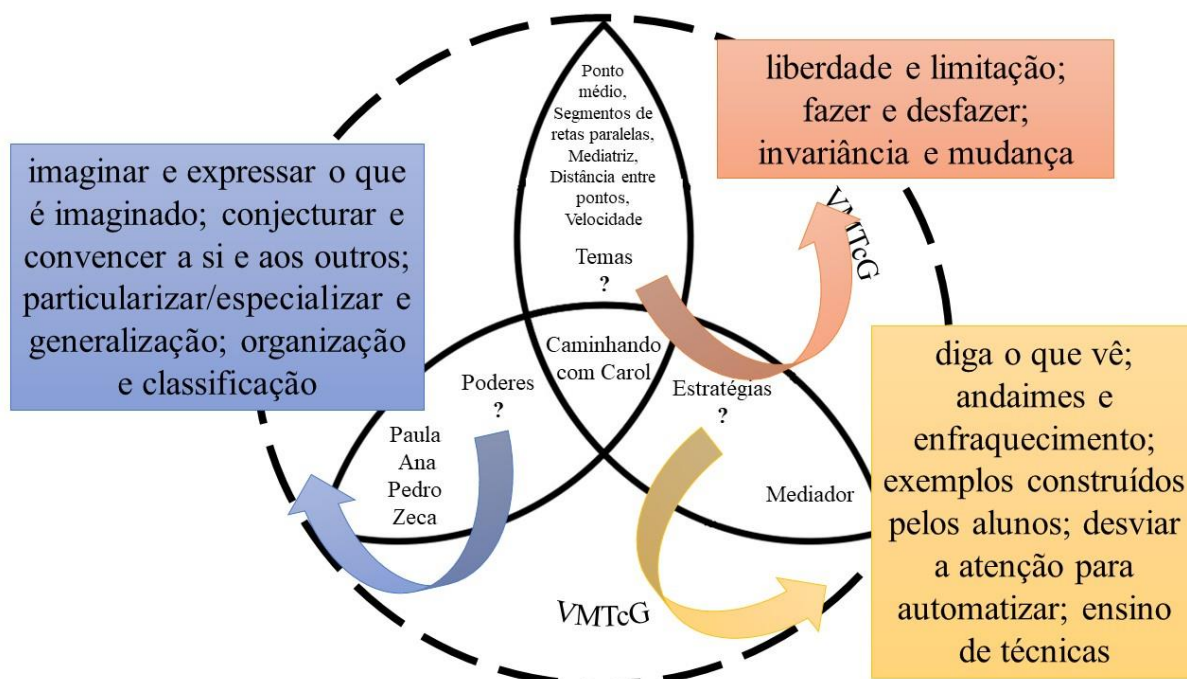 Ponto
médio,
Segmentos de
retas paralelas,
Mediatriz,
Distância entre
pontos,
Velocidade
Temas
?
liberdade e limitação;
fazer e desfazer;
invariância e mudança
VMTcG
imaginar e expressar o que
é imaginado; conjecturar e
convencer a si e aos outros;
particularizar/especializar e
generalização; organização
e classificação
Caminhando
com Carol
Poderes
?
Paula
Ana
Pedro
Zeca
Estratégias
?
Mediador
diga o que vê;
andaimes e
enfraquecimento;
exemplos construídos
pelos alunos; desviar
a atenção para
automatizar; ensino
de técnicas
VMTcG